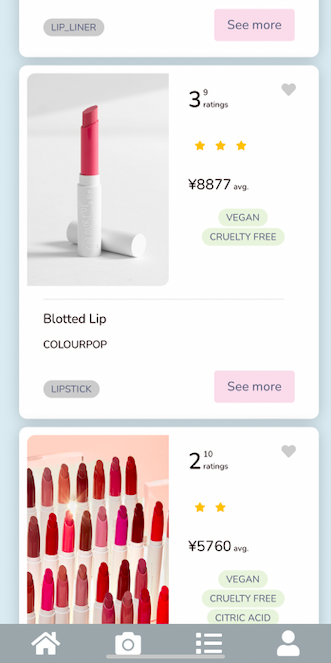 LIP_LINER
See more
3 9 ratings
¥8877 avg.
VEGAN
CRUELTY FREE
Blotted Lip
COLOURPOP
LIPSTICK
See more
2 10 ratings
¥5760 avg.
VEGAN
CRUELTY FREE
CITRIC ACID